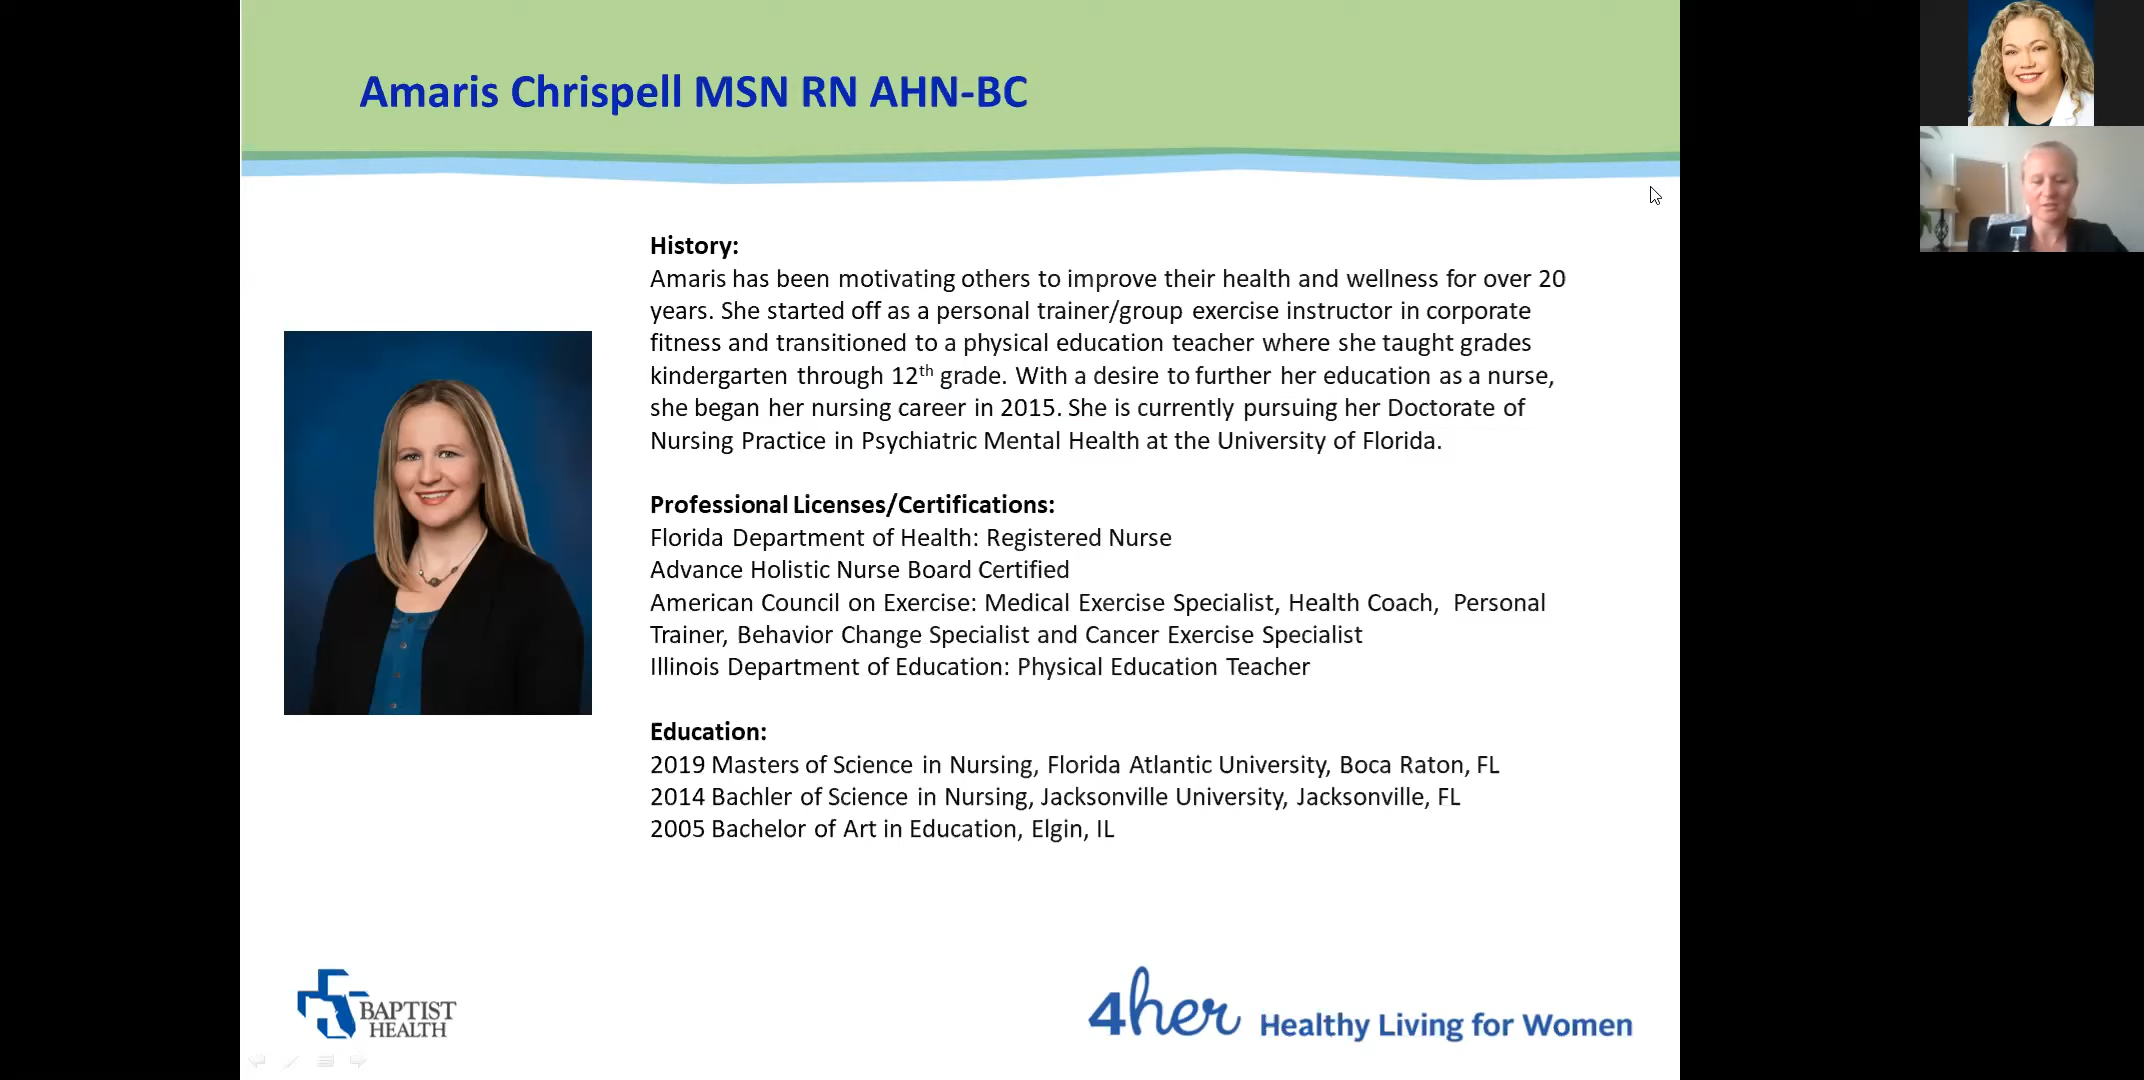 Amaris Chrispell MSN RN AHN-BC
History:
Amaris has been motivating others to improve their health and wellness for over 20
years. She started off as a personal trainer/group exercise instructor in corporate
fitness and transitioned to a physical education teacher where she taught grades
kindergarten through 12th grade. With a desire to further her education as a nurse,
she began her nursing career in 2015. She is currently pursuing her Doctorate of
Nursing Practice in Psychiatric Mental Health at the University of Florida.
Professional Licenses/Certifications:
Florida Department of Health: Registered Nurse
Advance Holistic Nurse Board Certified
American Council on Exercise: Medical Exercise Specialist, Health Coach, Personal
Trainer, Behavior Change Specialist and Cancer Exercise Specialist
Illinois Department of Education: Physical Education Teacher
Education:
2019 Masters of Science in Nursing, Florida Atlantic University, Boca Raton, FL
2014 Bachler of Science in Nursing, Jacksonville University, Jacksonville, FL
2005 Bachelor of Art in Education, Elgin, IL
BAPTIST
HEALTH
4her Healthy Living for Women